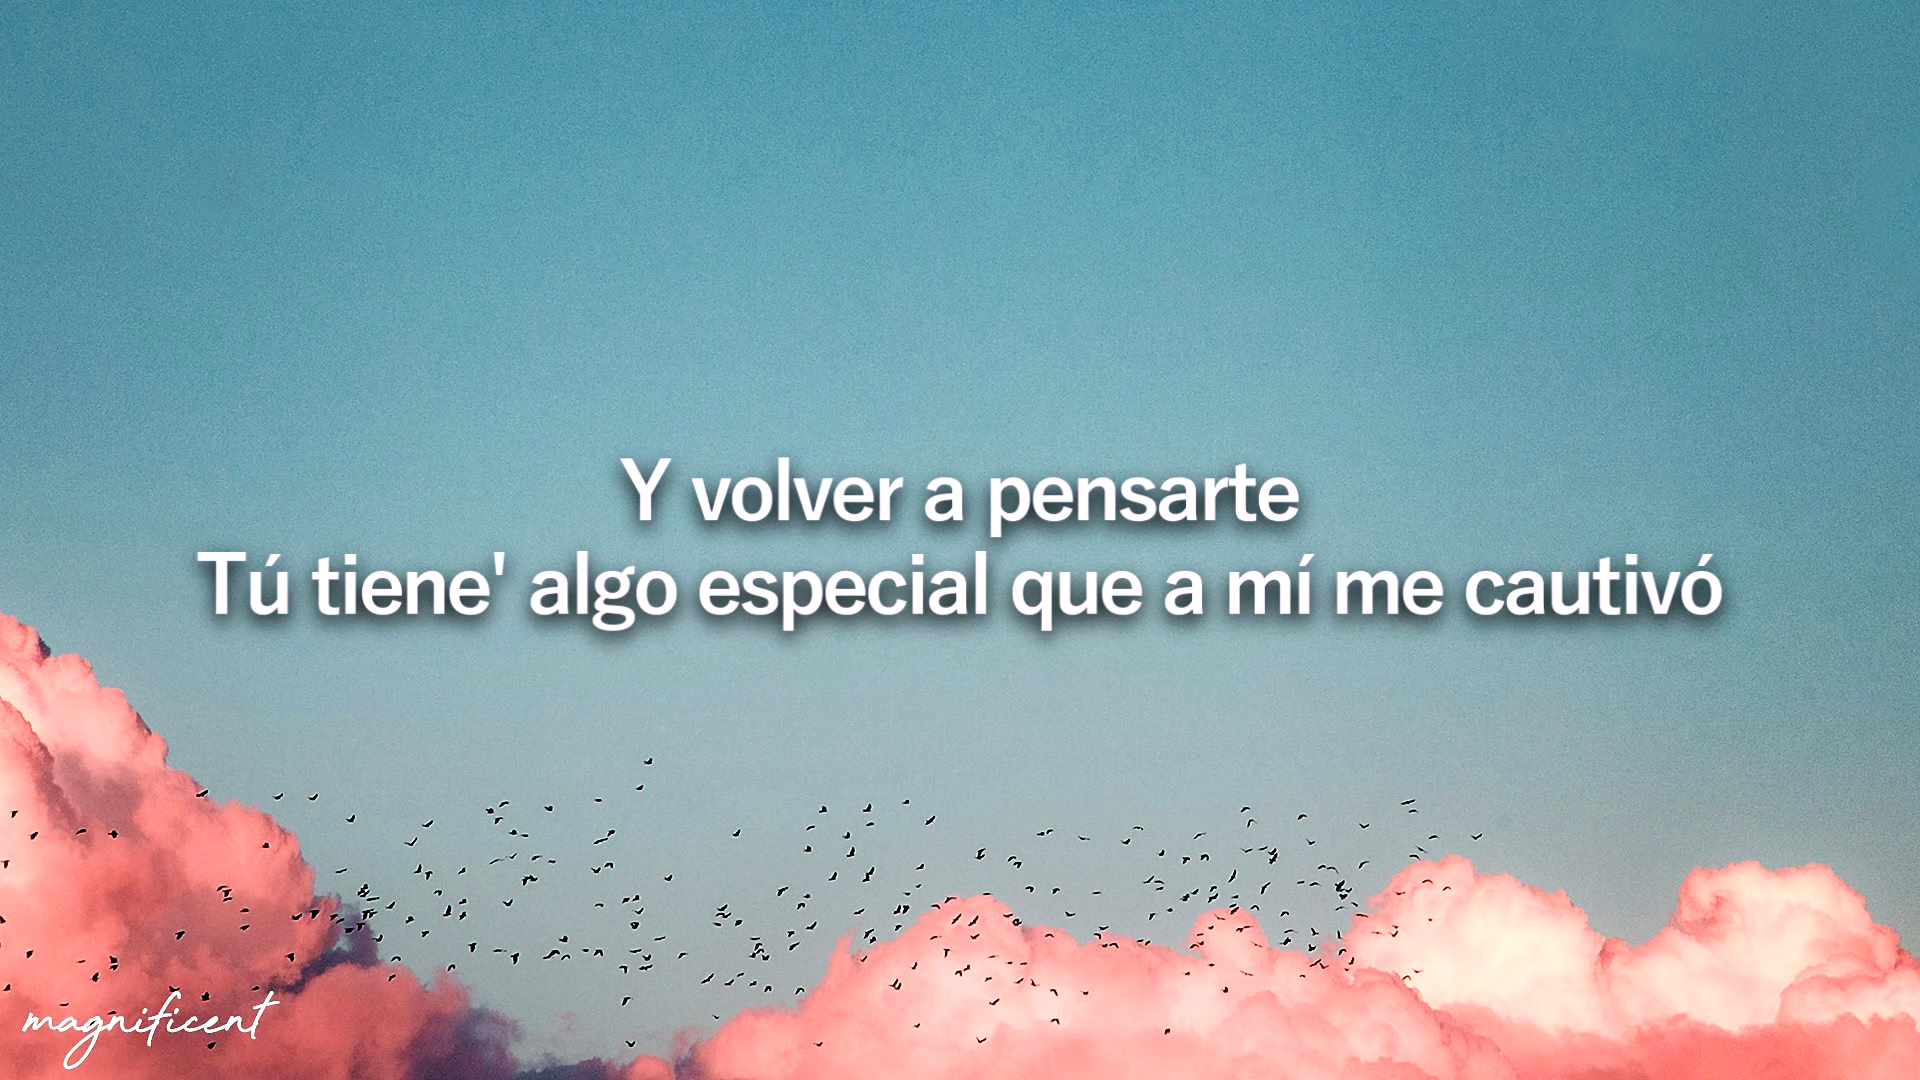 Y volver a pensarte
Tú tiene' algo especial que a mí me cautivó
magnificent